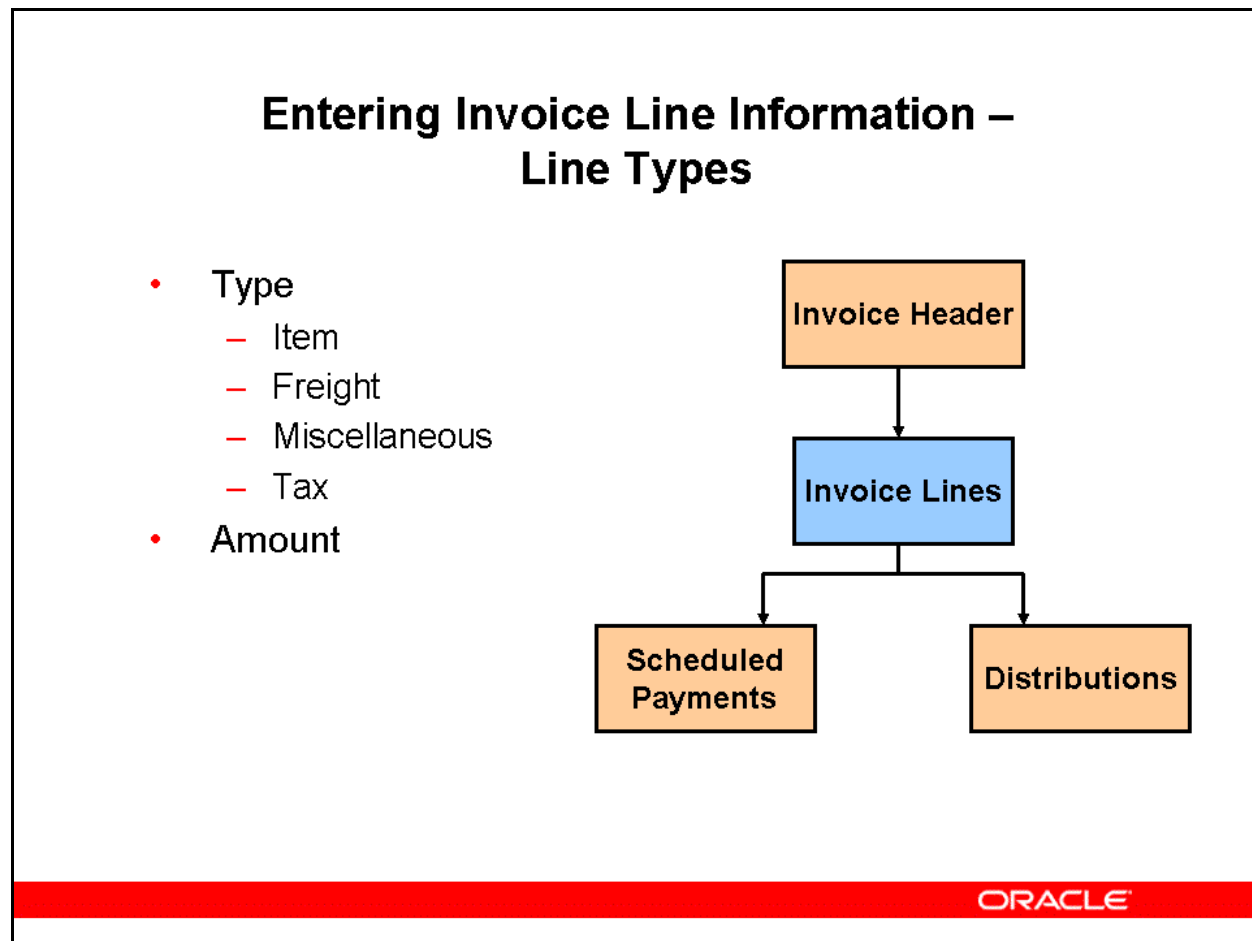 Entering Invoice Line Information –
Line Types
• Type
– Item
– Freight
– Miscellaneous
– Tax
• Amount
Invoice Header
Invoice Lines
Scheduled
Payments
Distributions
ORACLE